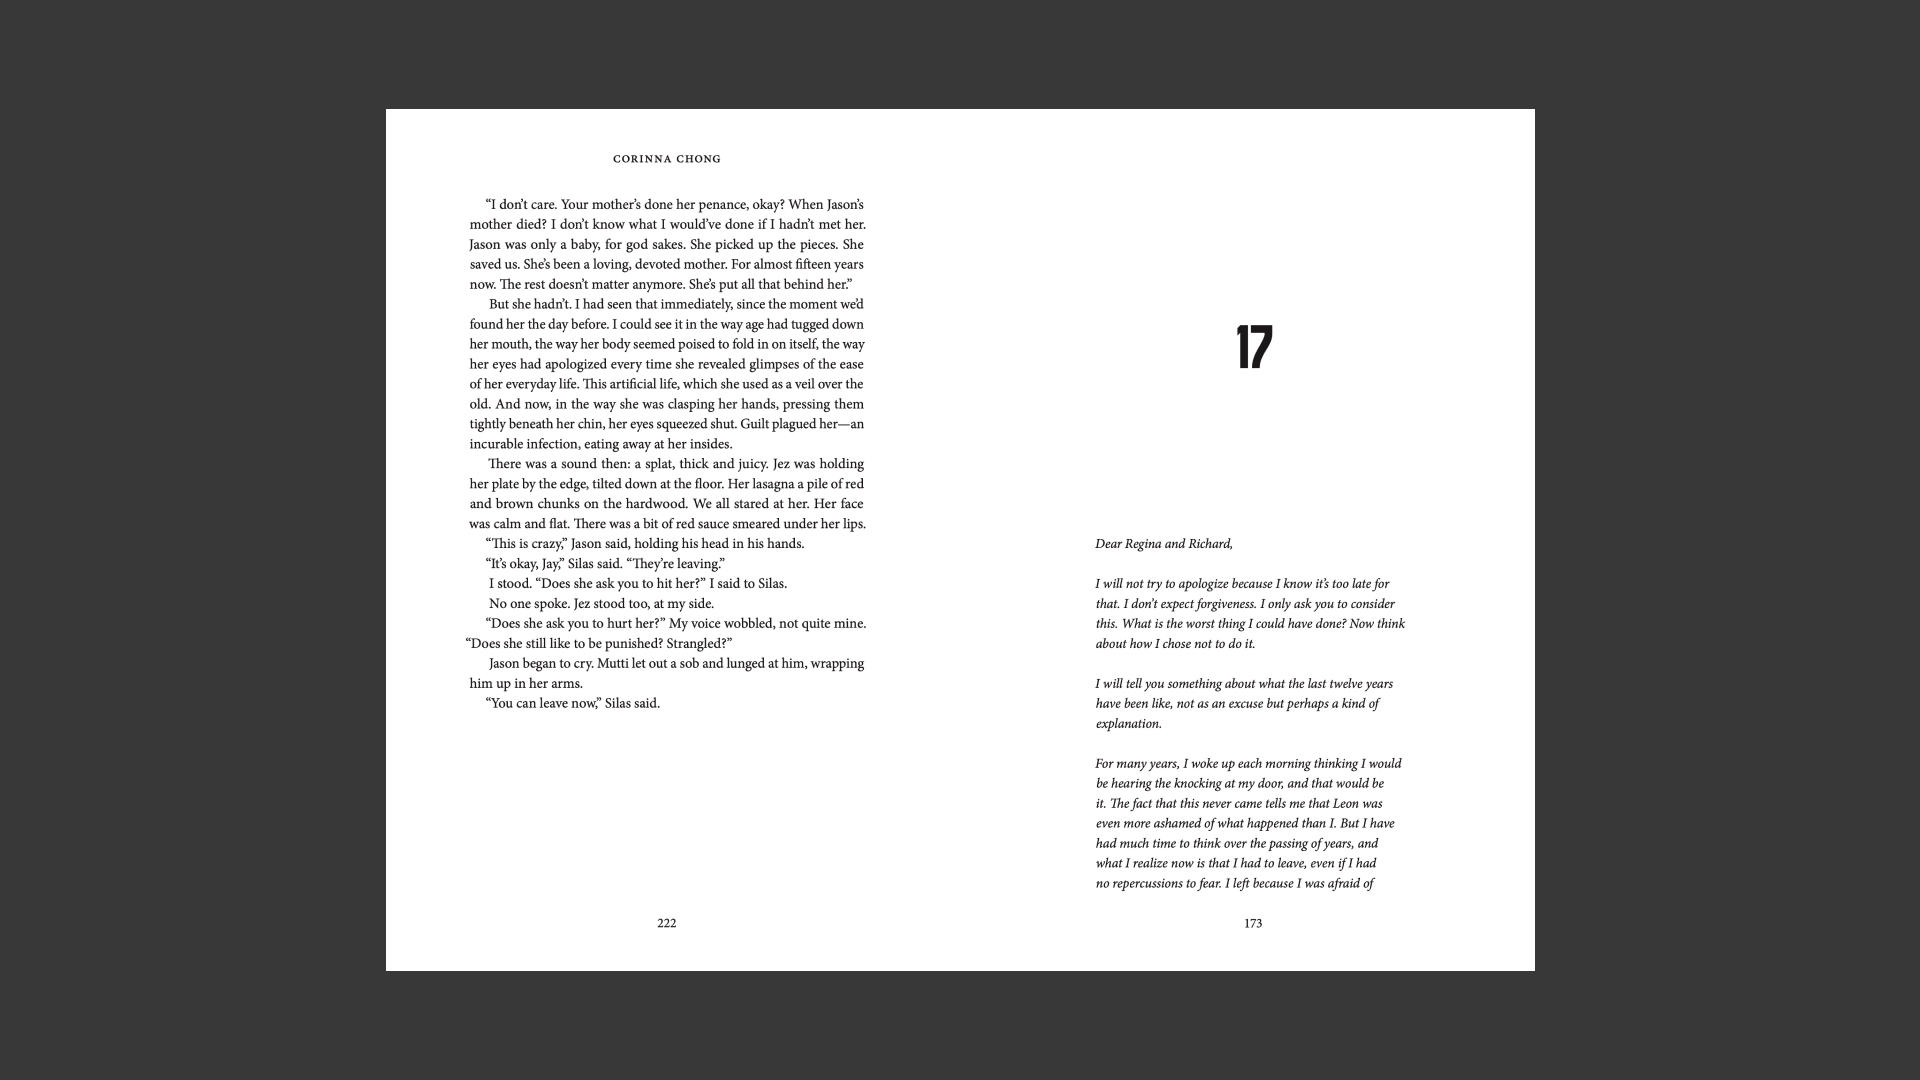 CORINNA CHONG
“I don’t care. Your mother’s done her penance, okay? When Jason’s
mother died? I don’t know what I would’ve done if I hadn’t met her.
Jason was only a baby, for god sakes. She picked up the pieces. She
saved us. She’s been a loving, devoted mother. For almost fifteen years
now. The rest doesn’t matter anymore. She’s put all that behind her.”
But she hadn’t. I had seen that immediately, since the moment we’d
found her the day before. I could see it in the way age had tugged down
her mouth, the way her body seemed poised to fold in on itself, the way
her eyes had apologized every time she revealed glimpses of the ease
of her everyday life. This artificial life, which she used as a veil over the
old. And now, in the way she was clasping her hands, pressing them
tightly beneath her chin, her eyes squeezed shut. Guilt plagued her—an
incurable infection, eating away at her insides.
There was a sound then: a splat, thick and juicy. Jez was holding
her plate by the edge, tilted down at the floor. Her lasagna a pile of red
and brown chunks on the hardwood. We all stared at her. Her face
was calm and flat. There was a bit of red sauce smeared under her lips.
“This is crazy,” Jason said, holding his head in his hands.
“It’s okay, Jay,” Silas said. “They’re leaving.”
I stood. “Does she ask you to hit her?” I said to Silas.
No one spoke. Jez stood too, at my side.
“Does she ask you to hurt her?” My voice wobbled, not quite mine.
“Does she still like to be punished? Strangled?”
Jason began to cry. Mutti let out a sob and lunged at him, wrapping
him up in her arms.
“You can leave now,” Silas said.
222
17
Dear Regina and Richard,
I will not try to apologize because I know it’s too late for
that. I don’t expect forgiveness. I only ask you to consider
this. What is the worst thing I could have done? Now think
about how I chose not to do it.
I will tell you something about what the last twelve years
have been like, not as an excuse but perhaps a kind of
explanation.
For many years, I woke up each morning thinking I would
be hearing the knocking at my door, and that would be
it. The fact that this never came tells me that Leon was
even more ashamed of what happened than I. But I have
had much time to think over the passing of years, and
what I realize now is that I had to leave, even if I had
no repercussions to fear. I left because I was afraid of
173